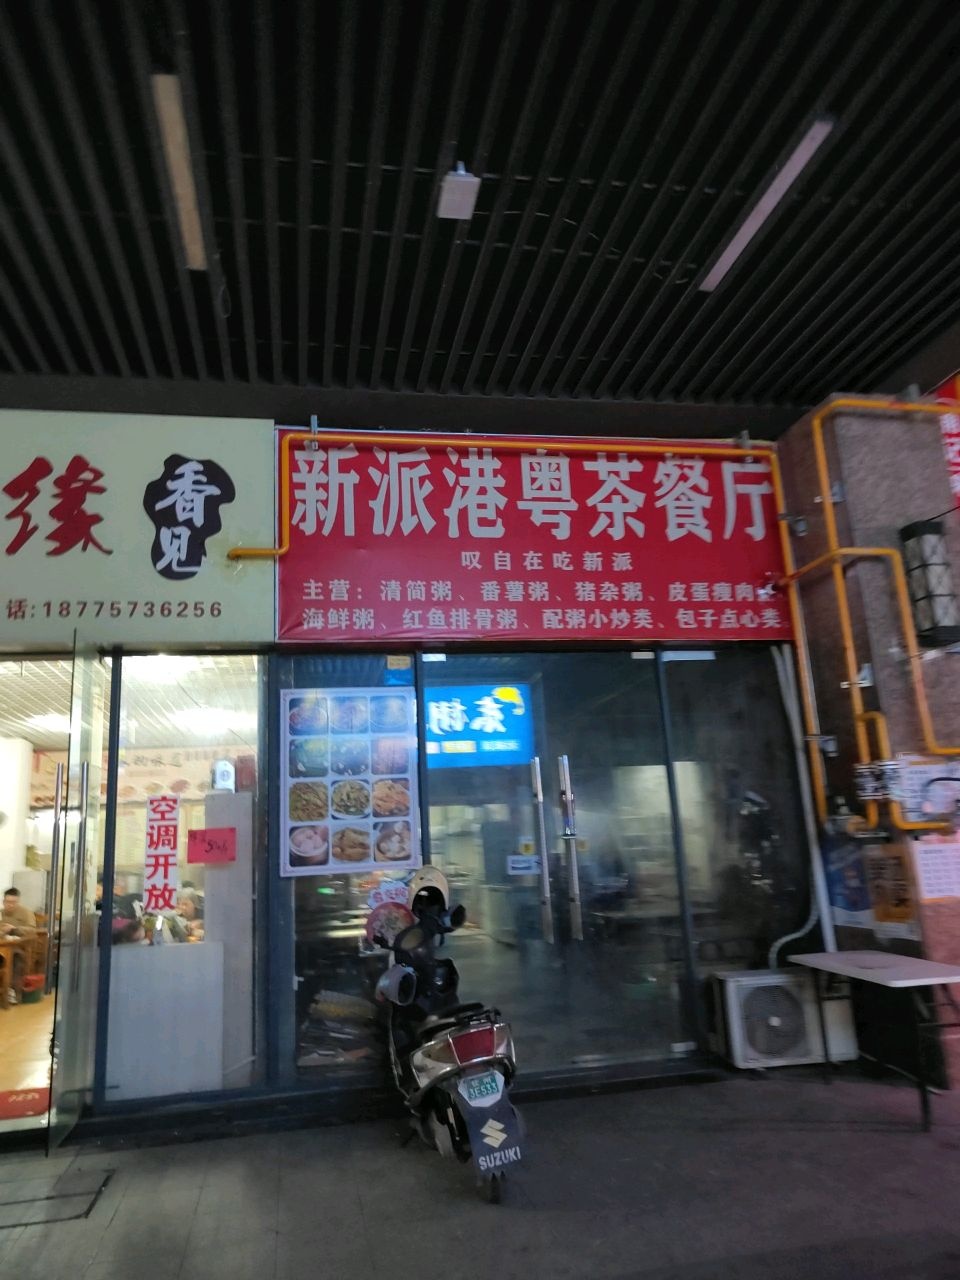 缘
香见
话:18775736256
新派港粤茶餐厅
叹自在吃新派
主营：清简粥、番薯粥、猪杂粥、皮蛋瘦肉
海鲜粥、红鱼排骨粥、配粥小炒类、包子点心类
空调开放
3E533
SUZUKI